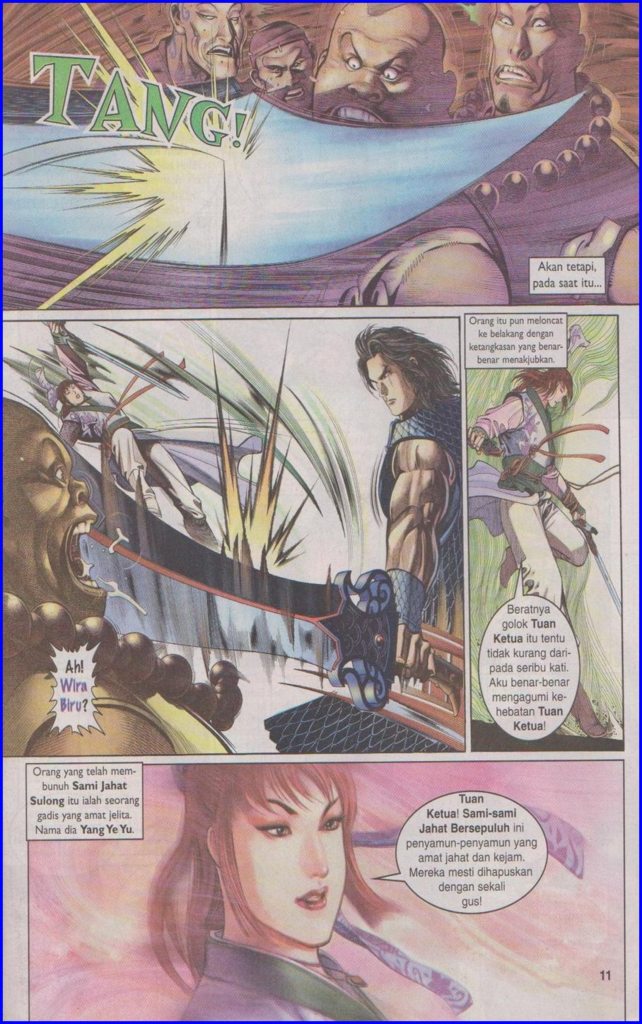 TANG!
Akan tetapi,
pada saat itu...
Ah!
Wira
Biru?
Orang itu pun meloncat
ke belakang dengan
ketangkasan yang benar-
benar menakjubkan.
Beratnya
golok Tuan
Ketua itu tentu
tidak kurang dari-
pada seribu kati.
Aku benar-benar
mengagumi ke-
hebatan Tuan
Ketua!
Orang yang telah mem-
bunuh Sami Jahat
Sulong itu ialah seorang
gadis yang amat jelita.
Nama dia Yang Ye Yu.
Tuan
Ketua! Sami-sami
Jahat Bersepuluh ini
penyamun-penyamun yang
amat jahat dan kejam.
Mereka mesti dihapuskan
dengan sekali
gus!
11